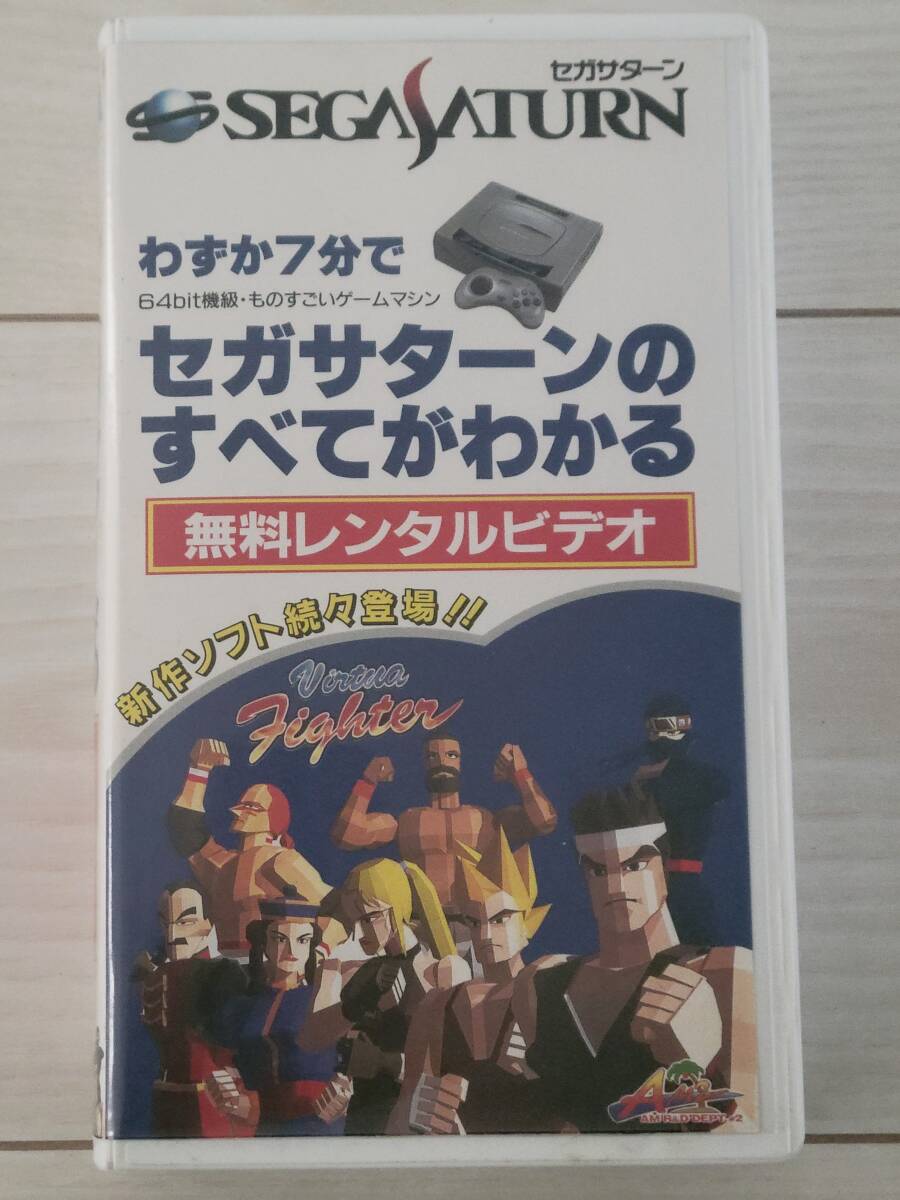 セガサターン
SEGA SATURN
わずか7分で
64bit機級・ものすごいゲームマシン
セガサターンの
すべてがわかる
無料レンタルビデオ
新作ソフト続々登場!!
Virtua
Fighter
AM2
AM R&D DEPT.#2